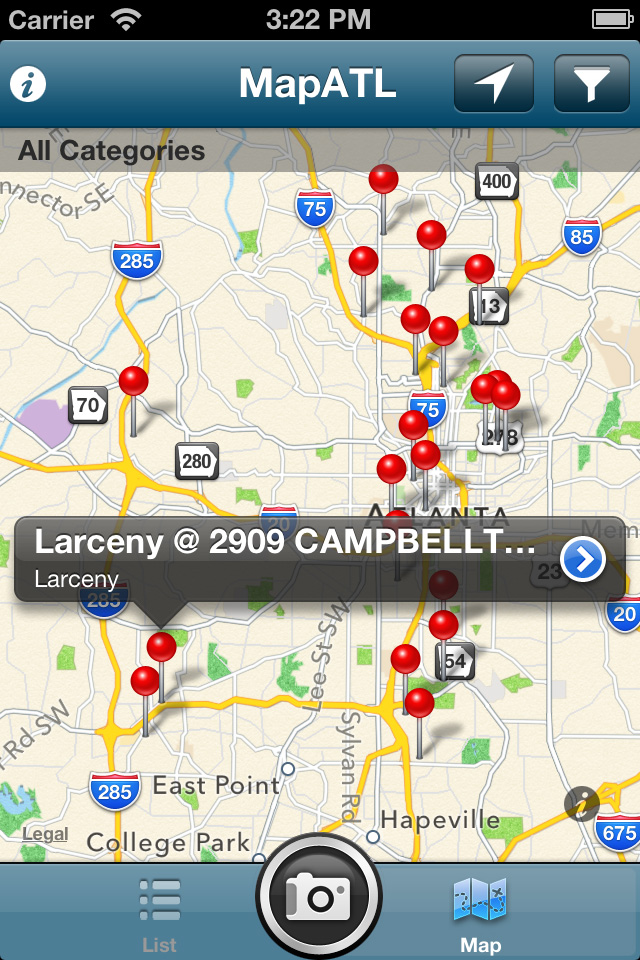 Carrier 3:22 PM
MapATL
All Categories
nnector SE
400
75
85
285
13
70
75
278
280
20
ATLANTA
Mem
Larceny @ 2909 CAMPBELLT...
Larceny
23
285
20
Lee St SW
54
r Rd SW
Sylvan Rd
285
East Point
Hapeville
675
Legal
College Park
List
Map